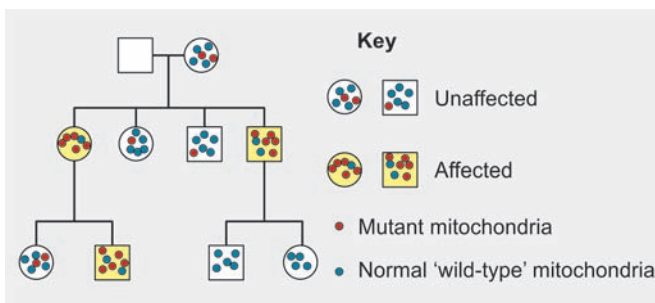 Key
Unaffected
Affected
Mutant mitochondria
Normal ‘wild-type’ mitochondria